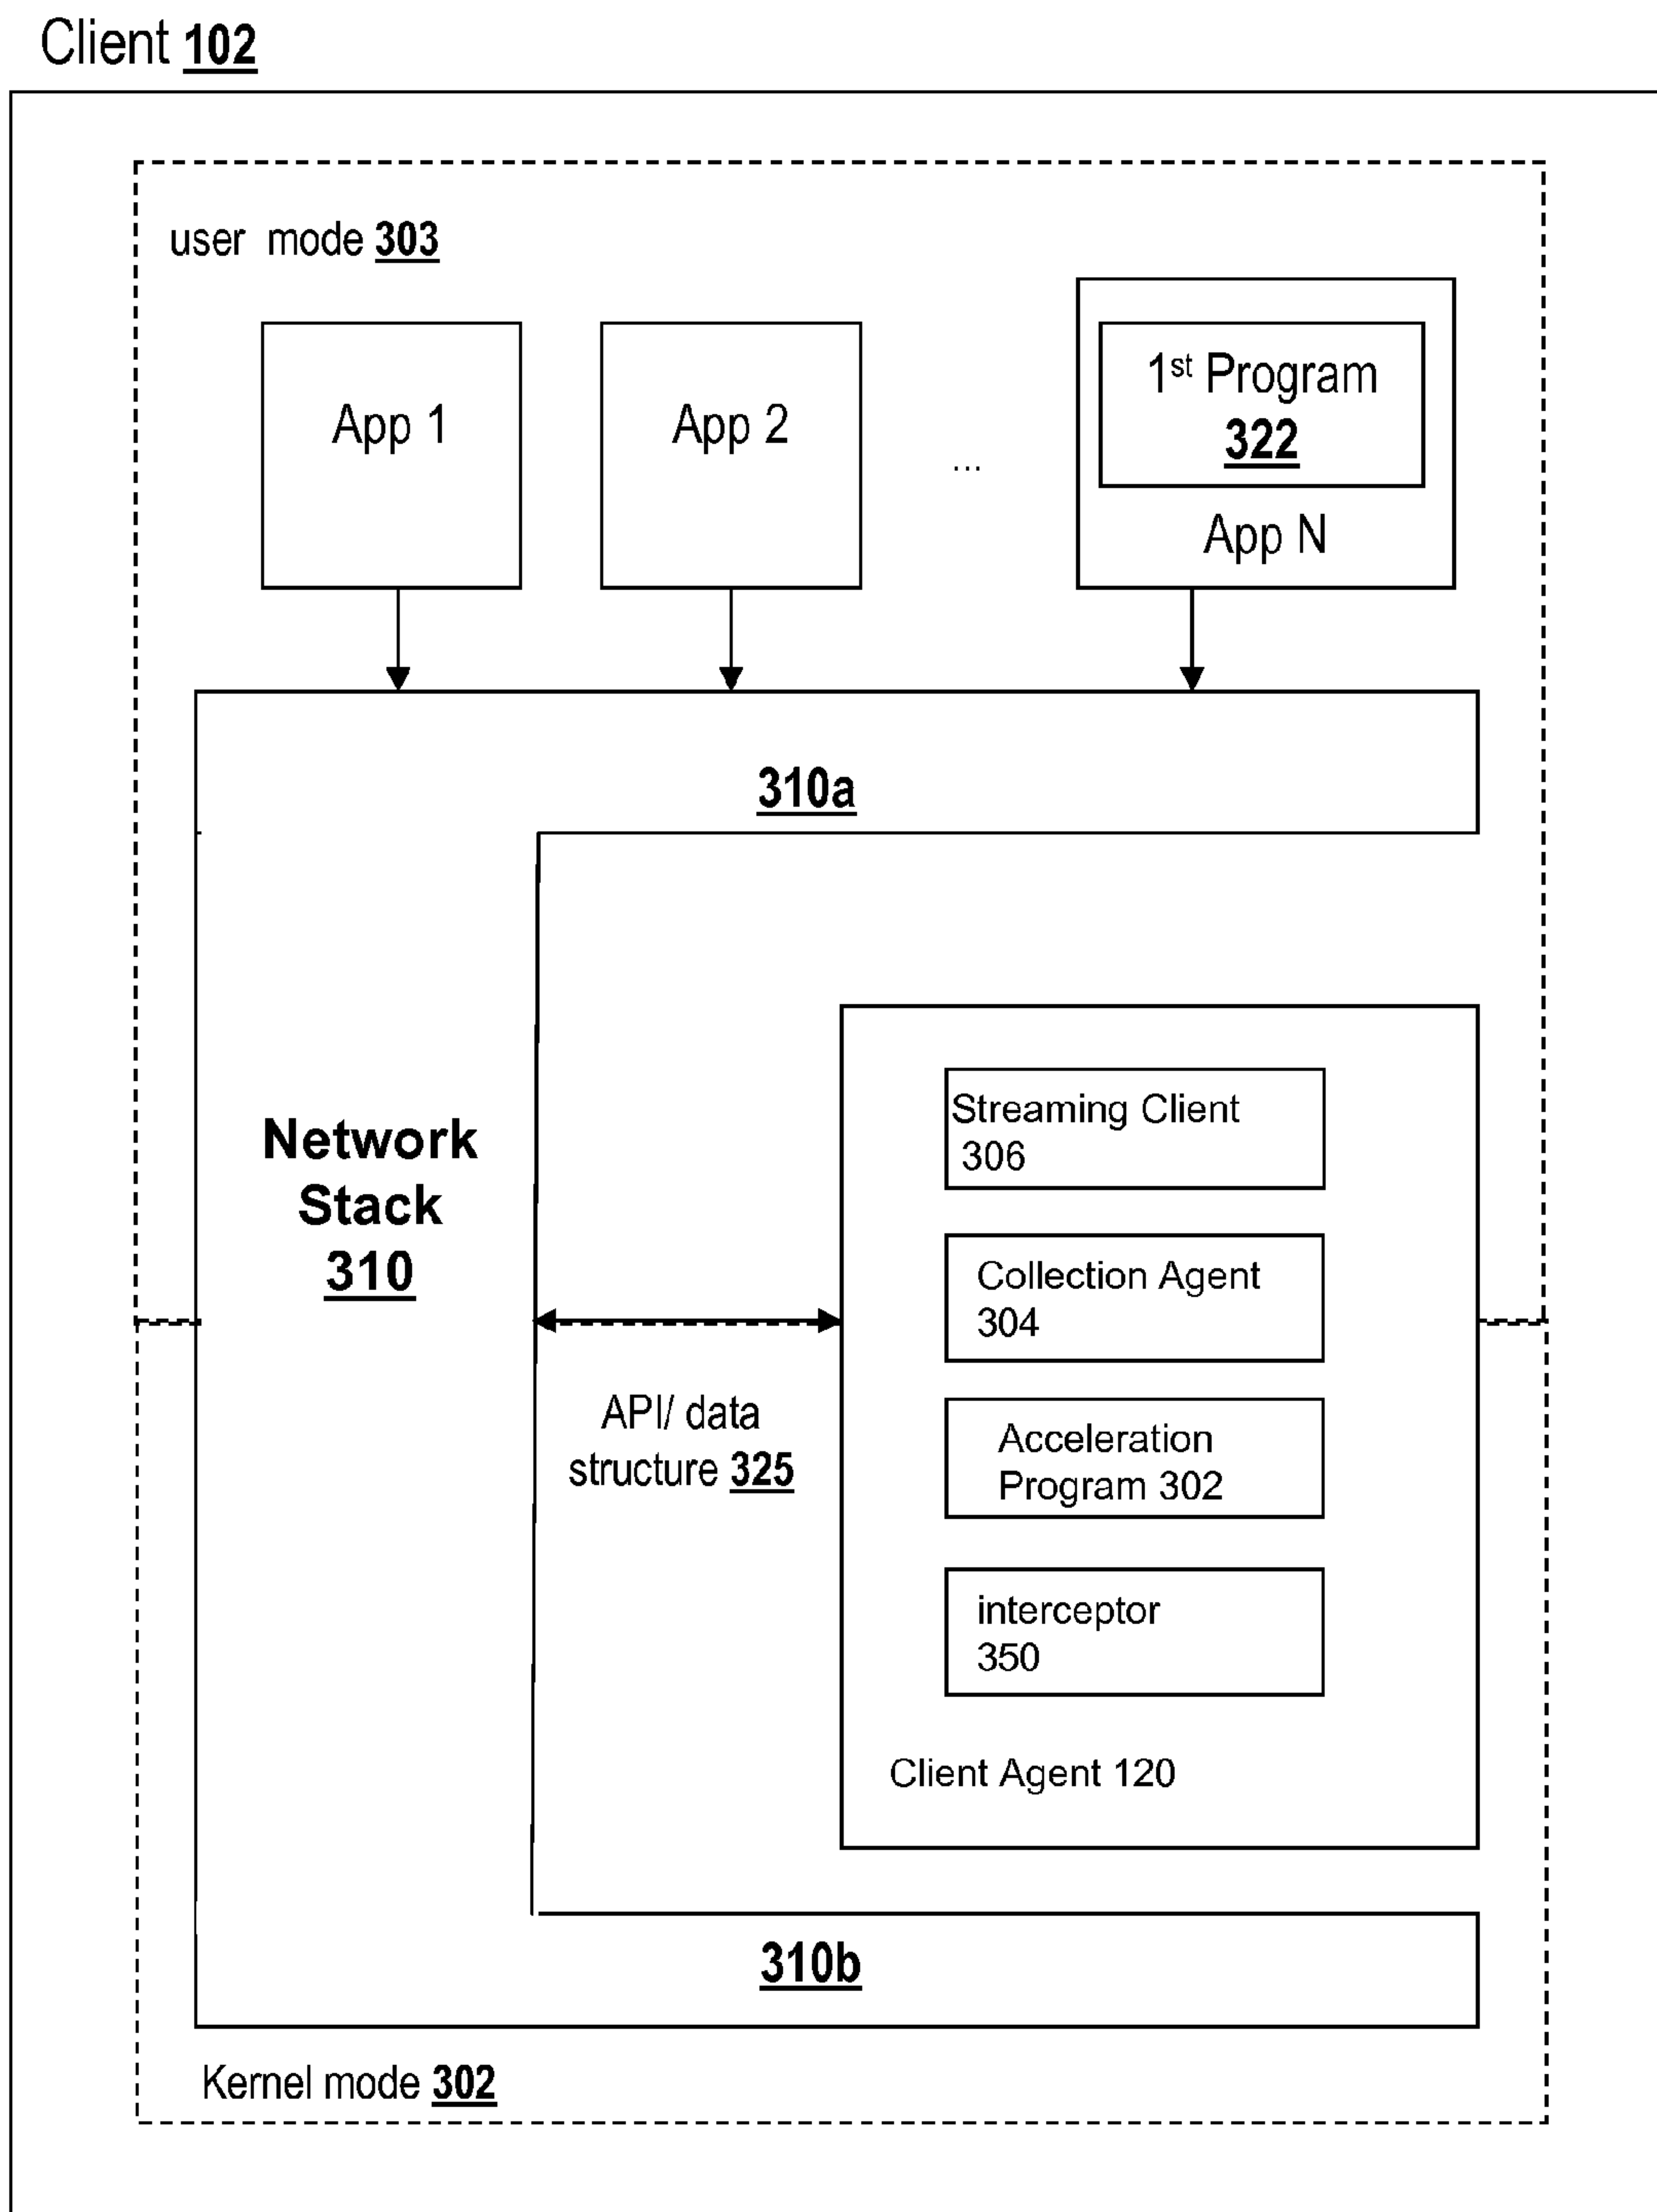 Client 102
user mode 303
App 1
App 2
...
1st Program
322
App N
310a
Network
Stack
310
Streaming Client
306
Collection Agent
304
API/ data
structure 325
Acceleration
Program 302
interceptor
350
Client Agent 120
310b
Kernel mode 302